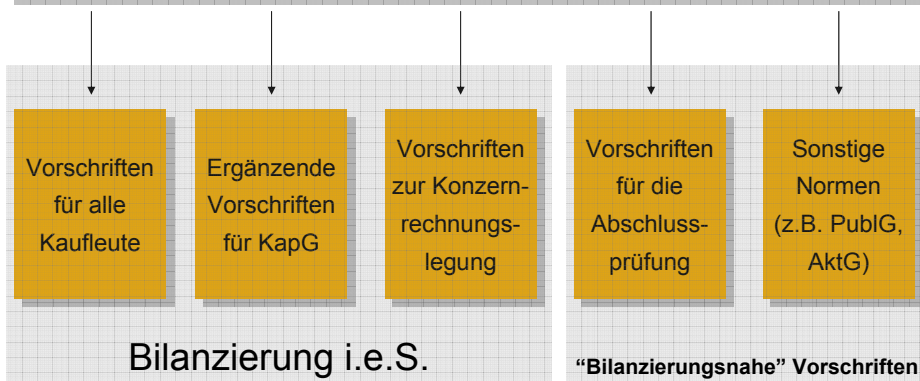 Vorschriften
für alle
Kaufleute
Ergänzende
Vorschriften
für KapG
Vorschriften
zur Konzern-
rechnungs-
legung
Vorschriften
für die
Abschluss-
prüfung
Sonstige
Normen
(z.B. PublG,
AktG)
Bilanzierung i.e.S.
“Bilanzierungsnahe” Vorschriften